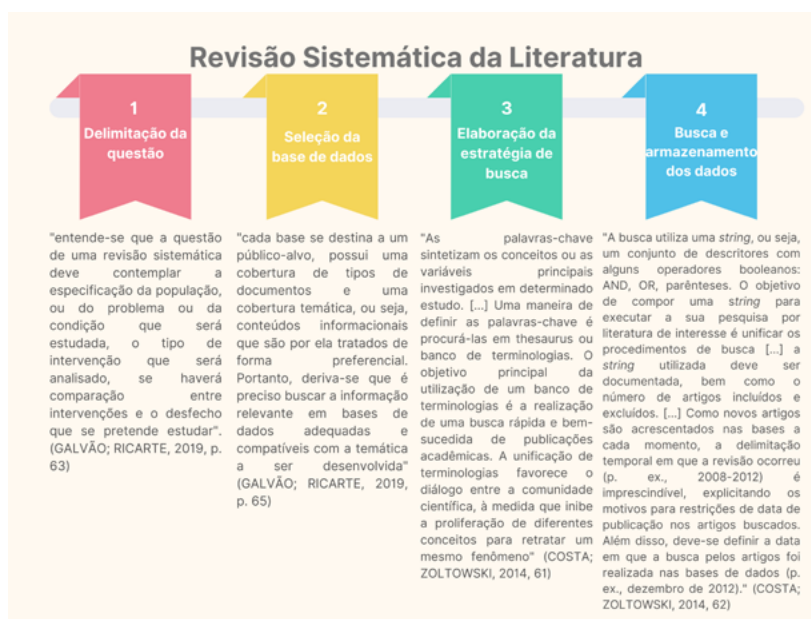 Revisão Sistemática da Literatura
1
Delimitação da
questão
"entende-se que a questão
de uma revisão sistemática
deve contemplar a
especificação da população,
ou do problema ou da
condição que será
estudada, o tipo de
intervenção que será
analisado, se haverá
comparação entre
intervenções e o desfecho
que se pretende estudar".
(GALVÃO; RICARTE, 2019, p.
63)
2
Seleção da
base de dados
"cada base se destina a um
público-alvo, possui uma
cobertura de tipos de
documentos e uma
cobertura temática, ou seja,
conteúdos informacionais
que são por ela tratados de
forma preferencial.
Portanto, deriva-se que é
preciso buscar a informação
relevante em bases de
dados adequadas e
compatíveis com a temática
a ser desenvolvida"
(GALVÃO; RICARTE, 2019,
p. 65)
3
Elaboração da
estratégia de
busca
"As palavras-chave
sintetizam os conceitos ou as
variáveis principais
investigados em determinado
estudo. [...] Uma maneira de
definir as palavras-chave é
procurá-las em thesaurus ou
banco de terminologias. O
objetivo principal da
utilização de um banco de
terminologias é a realização
de uma busca rápida e bem-
sucedida de publicações
acadêmicas. A unificação de
terminologias favorece o
diálogo entre a comunidade
científica, à medida que inibe
a proliferação de diferentes
conceitos para retratar um
mesmo fenômeno" (COSTA;
ZOLTOWSKI, 2014, 61)
4
Busca e
armazenamento
dos dados
"A busca utiliza uma string, ou seja,
um conjunto de descritores com
alguns operadores booleanos:
AND, OR, parênteses. O objetivo
de compor uma string para
executar a sua pesquisa por
literatura de interesse é unificar os
procedimentos de busca [...] a
string utilizada deve ser
documentada, bem como o
número de artigos incluídos e
excluídos. [...] Como novos artigos
são acrescentados nas bases a
cada momento, a delimitação
temporal em que a revisão ocorreu
(p. ex., 2008-2012) é
imprescindível, explicitando os
motivos para restrições de data de
publicação nos artigos buscados.
Além disso, deve-se definir a data
em que a busca pelos artigos foi
realizada nas bases de dados (p.
ex., dezembro de 2012)." (COSTA;
ZOLTOWSKI, 2014, 62)